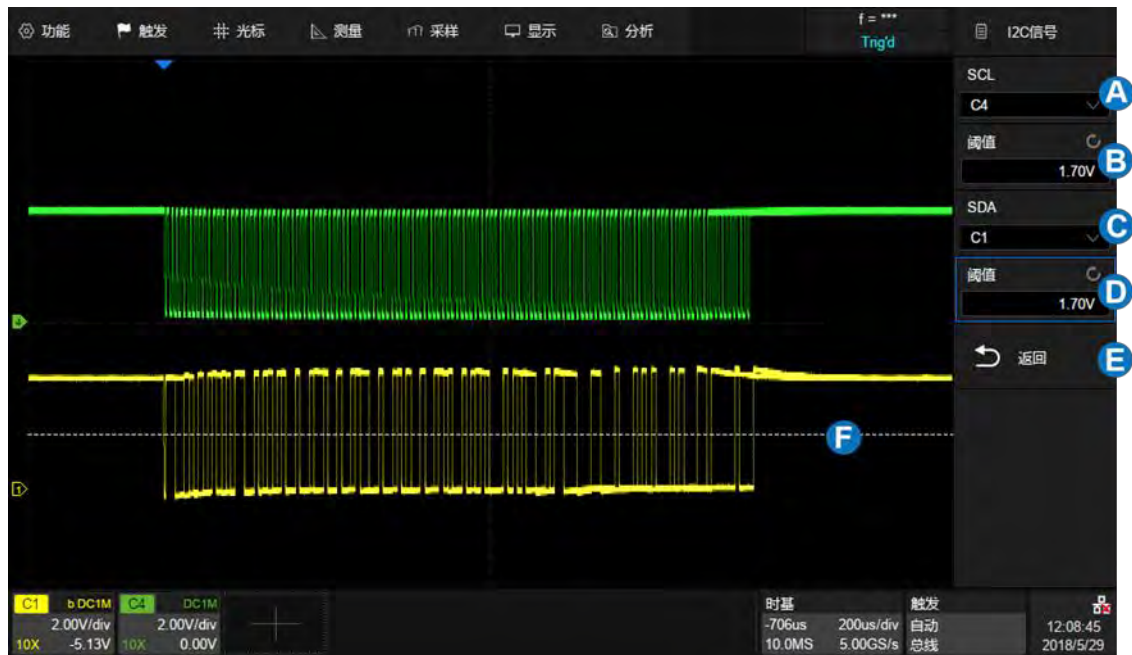 功能 触发 光标 测量 采样 显示 分析
f = ***
Trig'd
I2C信号
SCL
C4
A
阈值
1.70V
B
SDA
C1
C
阈值
1.70V
D
返回
E
F
4
1
C1 b DC1M
2.00V/div
10X -5.13V
C4 DC1M
2.00V/div
10X 0.00V
时基
-706us 200us/div
10.0MS 5.00GS/s
触发
自动
总线
12:08:45
2018/5/29